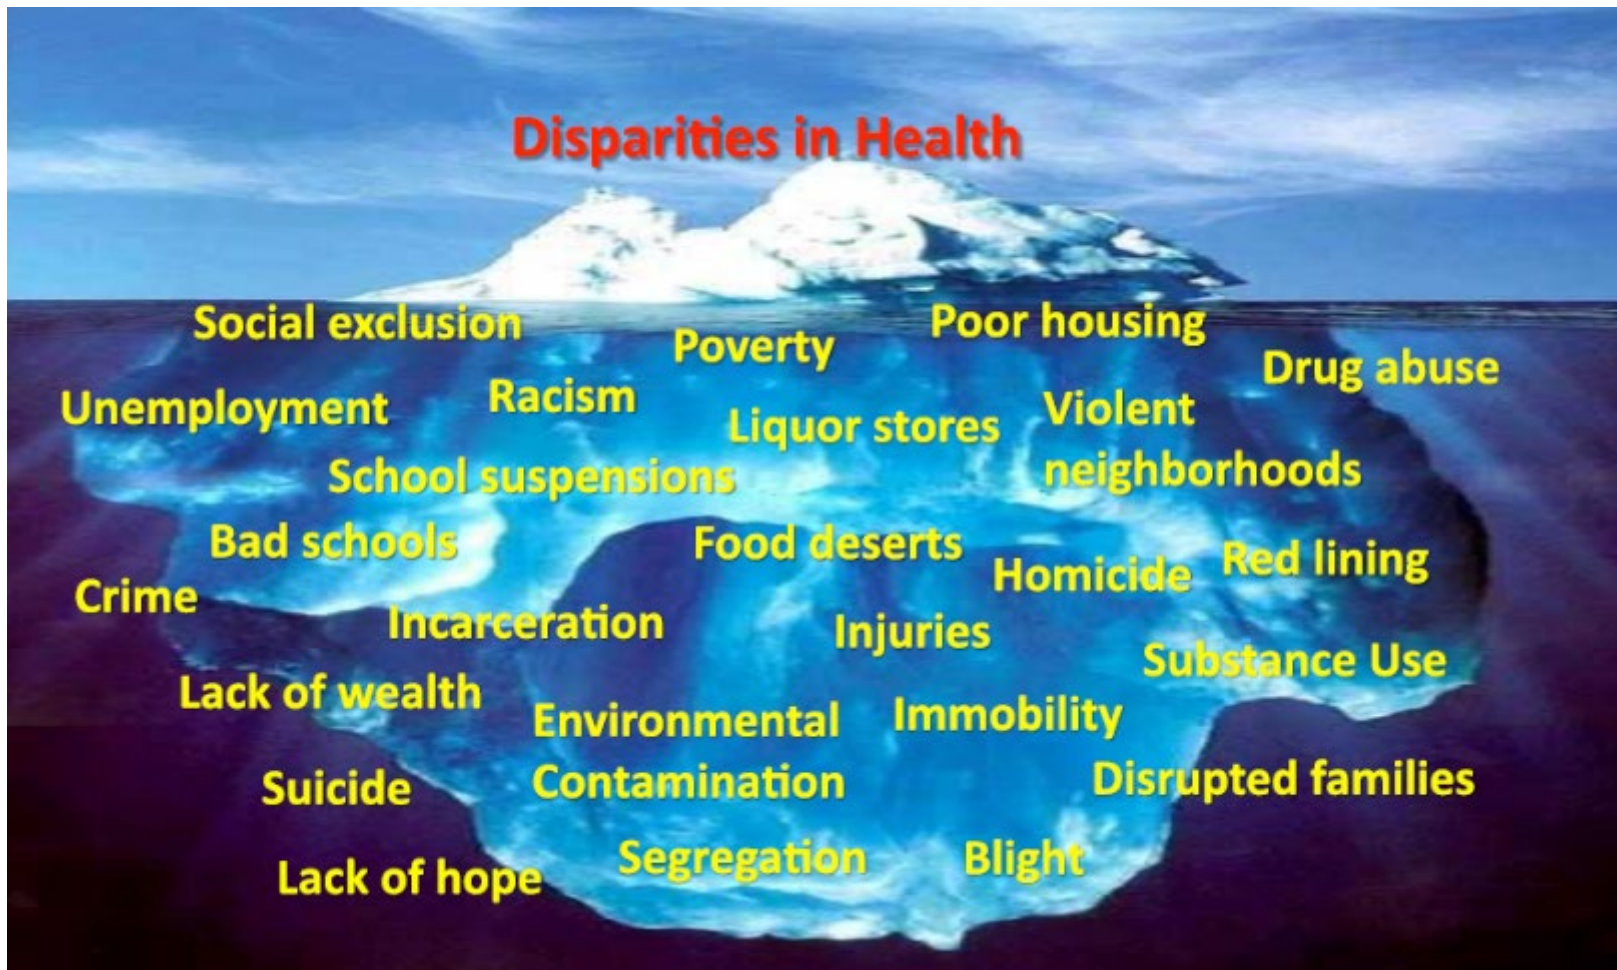 Disparities in Health
Social exclusion
Poverty
Poor housing
Drug abuse
Unemployment
Racism
Liquor stores
Violent
neighborhoods
School suspensions
Bad schools
Food deserts
Homicide
Red lining
Crime
Incarceration
Injuries
Substance Use
Lack of wealth
Environmental
Contamination
Immobility
Suicide
Disrupted families
Lack of hope
Segregation
Blight